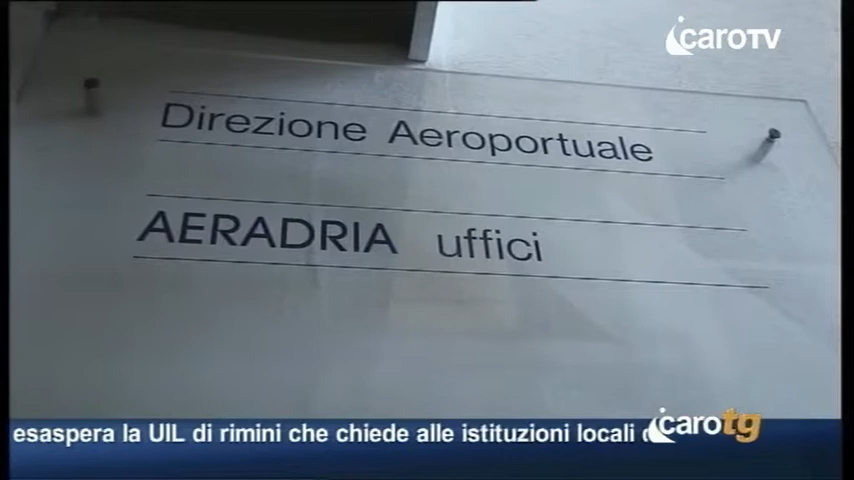 icaroTV
Direzione Aeroportuale
AERADRIA uffici
esaspera la UIL di rimini che chiede alle istituzioni locali
icarotg